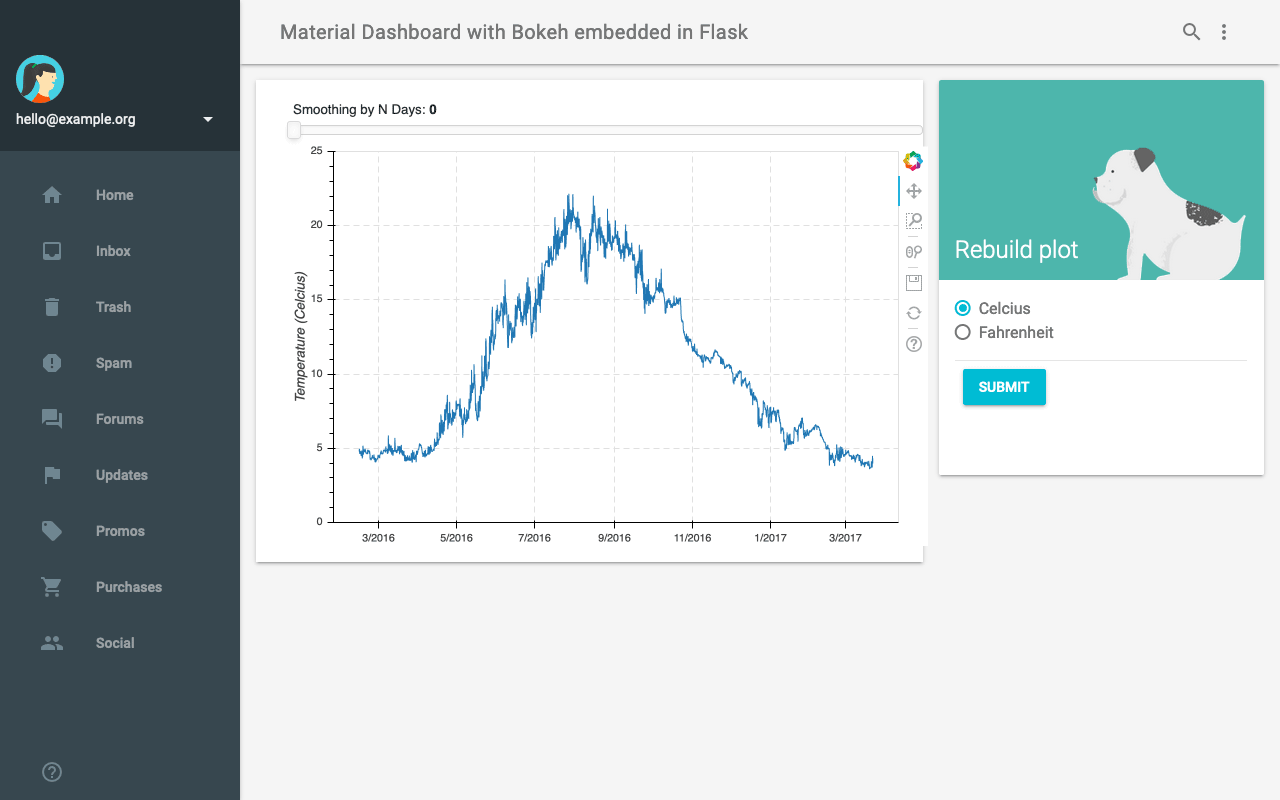 Material Dashboard with Bokeh embedded in Flask
hello@example.org
Home
Inbox
Trash
Spam
Forums
Updates
Promos
Purchases
Social
Smoothing by N Days: 0
Temperature (Celcius)
25
20
15
10
5
0
3/2016
5/2016
7/2016
9/2016
11/2016
1/2017
3/2017
Rebuild plot
Celcius
Fahrenheit
SUBMIT